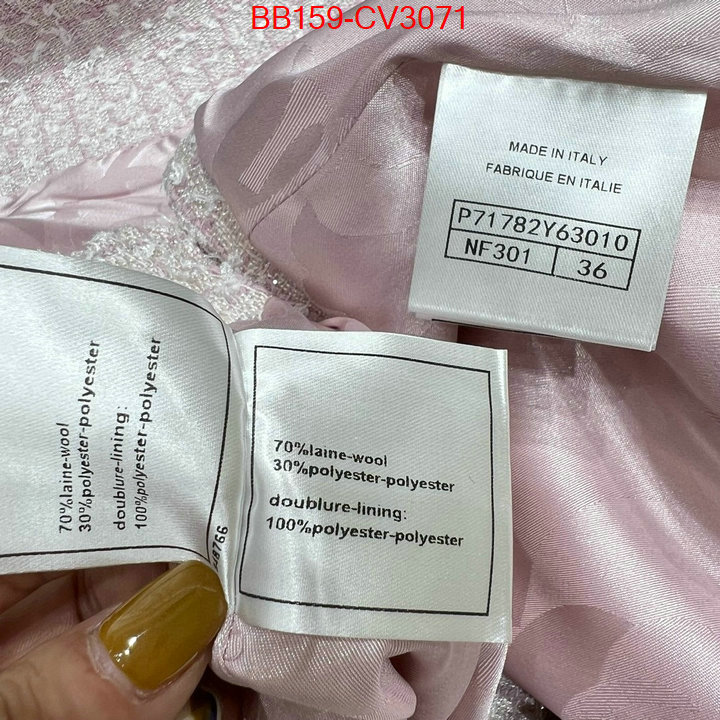 BB159-CV3071
MADE IN ITALY
FABRIQUE EN ITALIE
P71782Y63010
NF301 36
70%laine-wool
30%polyester-polyester
doublure-lining:
100%polyester-polyester
70%laine-wool
30%polyester-polyester
doublure-lining:
100%polyester-polyester